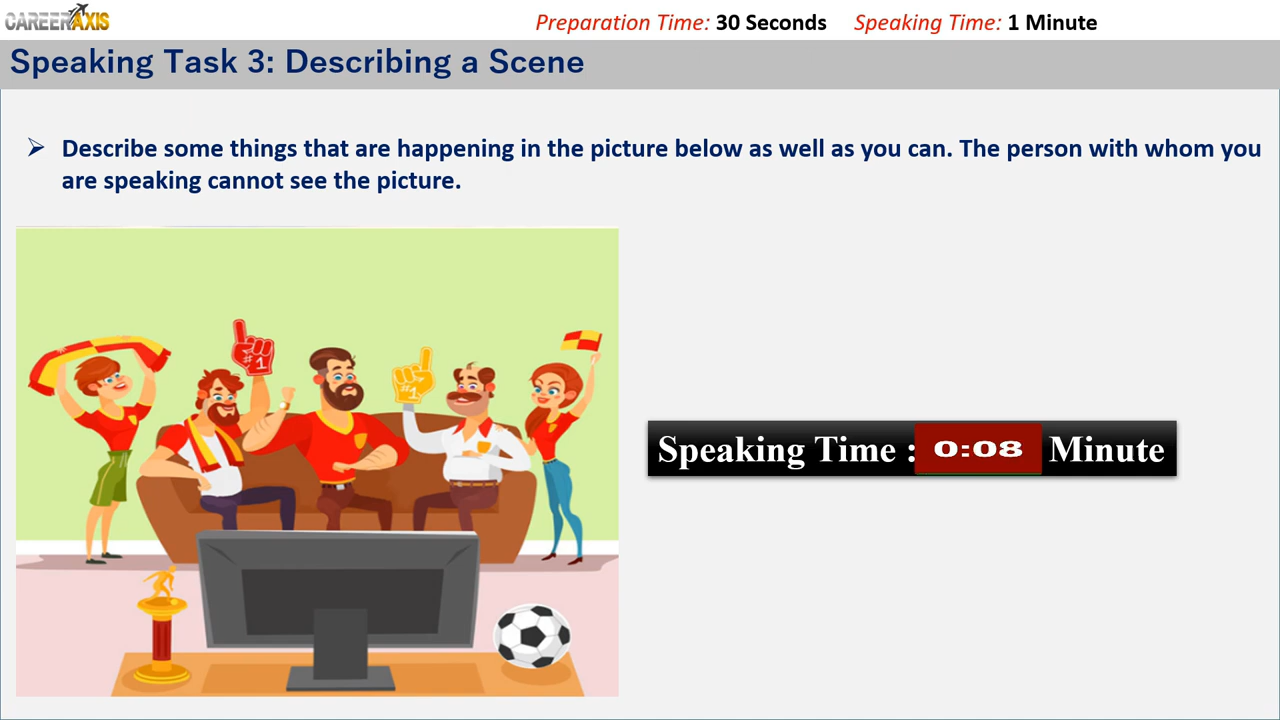 CAREERAXIS
Preparation Time: 30 Seconds Speaking Time: 1 Minute
Speaking Task 3: Describing a Scene
Describe some things that are happening in the picture below as well as you can. The person with whom you
are speaking cannot see the picture.
#1
#1
Speaking Time : 0:08 Minute